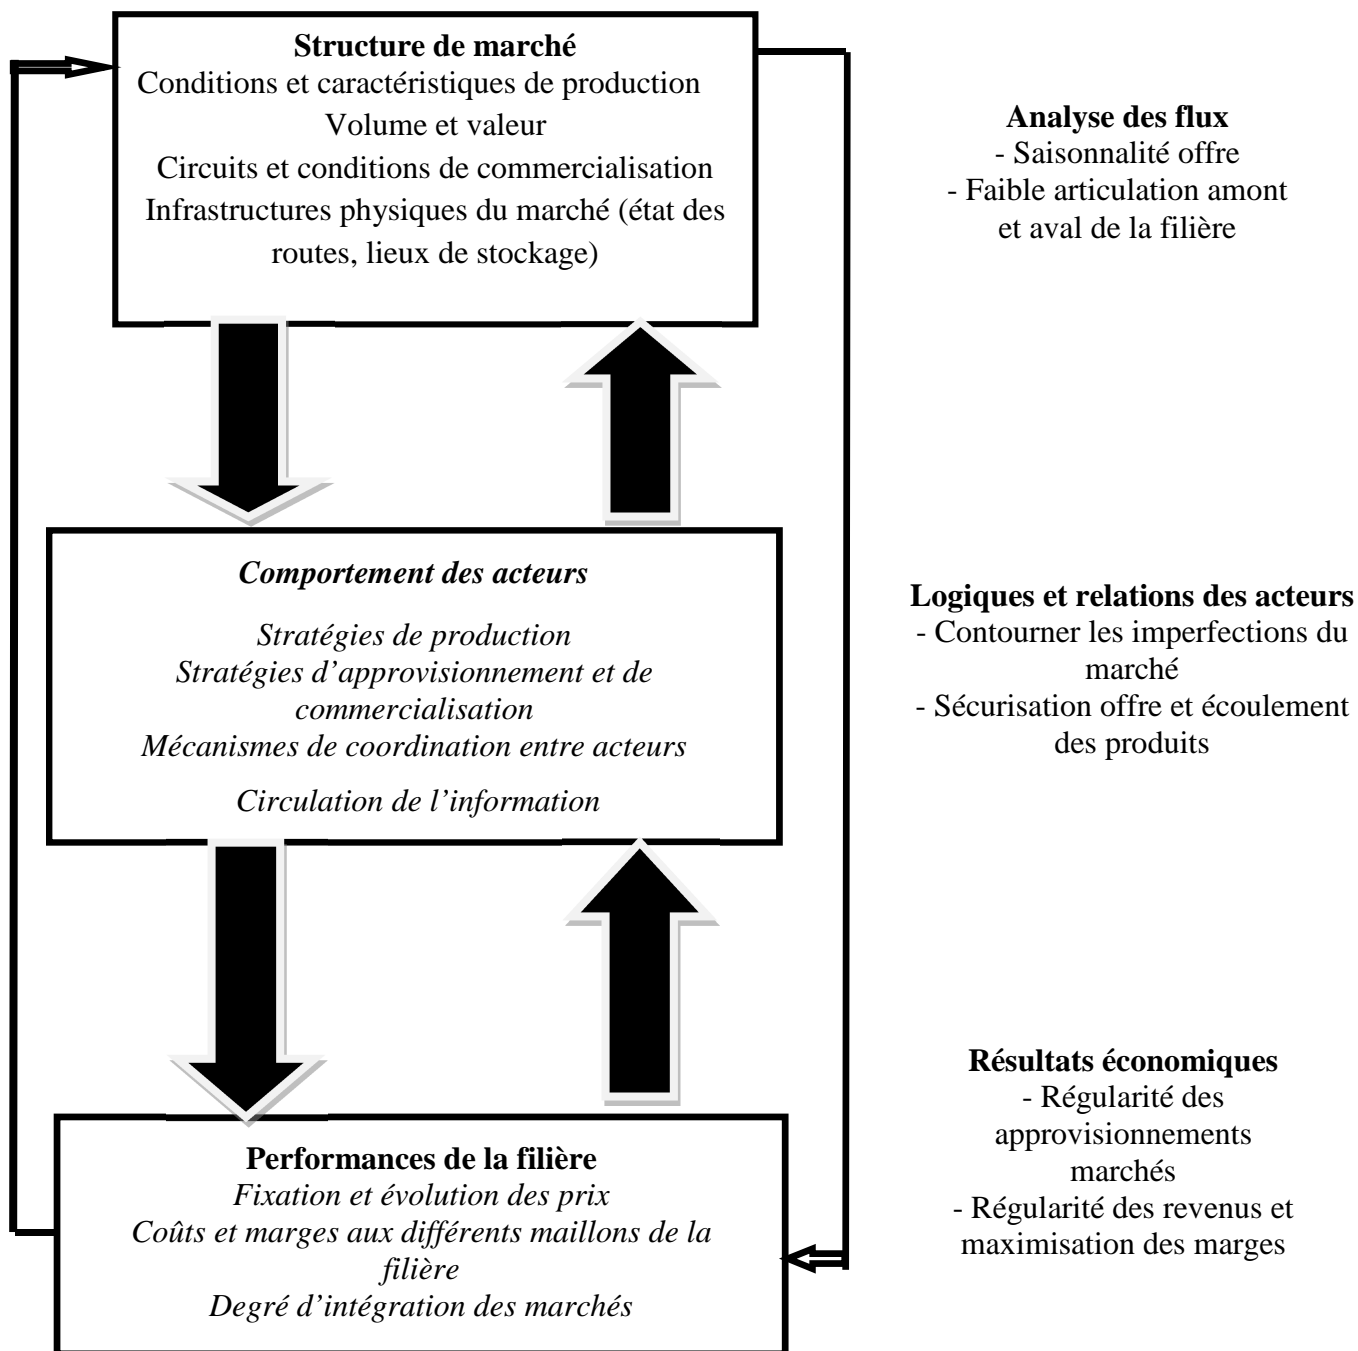 Structure de marché
Conditions et caractéristiques de production
Volume et valeur
Circuits et conditions de commercialisation
Infrastructures physiques du marché (état des
routes, lieux de stockage)
Analyse des flux
- Saisonnalité offre
- Faible articulation amont
et aval de la filière
Comportement des acteurs
Stratégies de production
Stratégies d’approvisionnement et de
commercialisation
Mécanismes de coordination entre acteurs
Circulation de l’information
Logiques et relations des acteurs
- Contourner les imperfections du
marché
- Sécurisation offre et écoulement
des produits
Performances de la filière
Fixation et évolution des prix
Coûts et marges aux différents maillons de la
filière
Degré d’intégration des marchés
Résultats économiques
- Régularité des
approvisionnements
marchés
- Régularité des revenus et
maximisation des marges